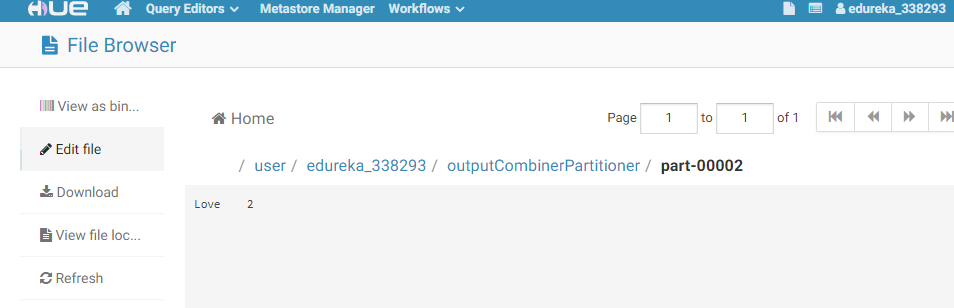 HUE Query Editors Metastore Manager Workflows edureka_338293
File Browser
View as bin...
Edit file
Download
View file loc...
Refresh
Home
Page 1 to 1 of 1
/ user / edureka_338293 / outputCombinerPartitioner / part-00002
Love 2